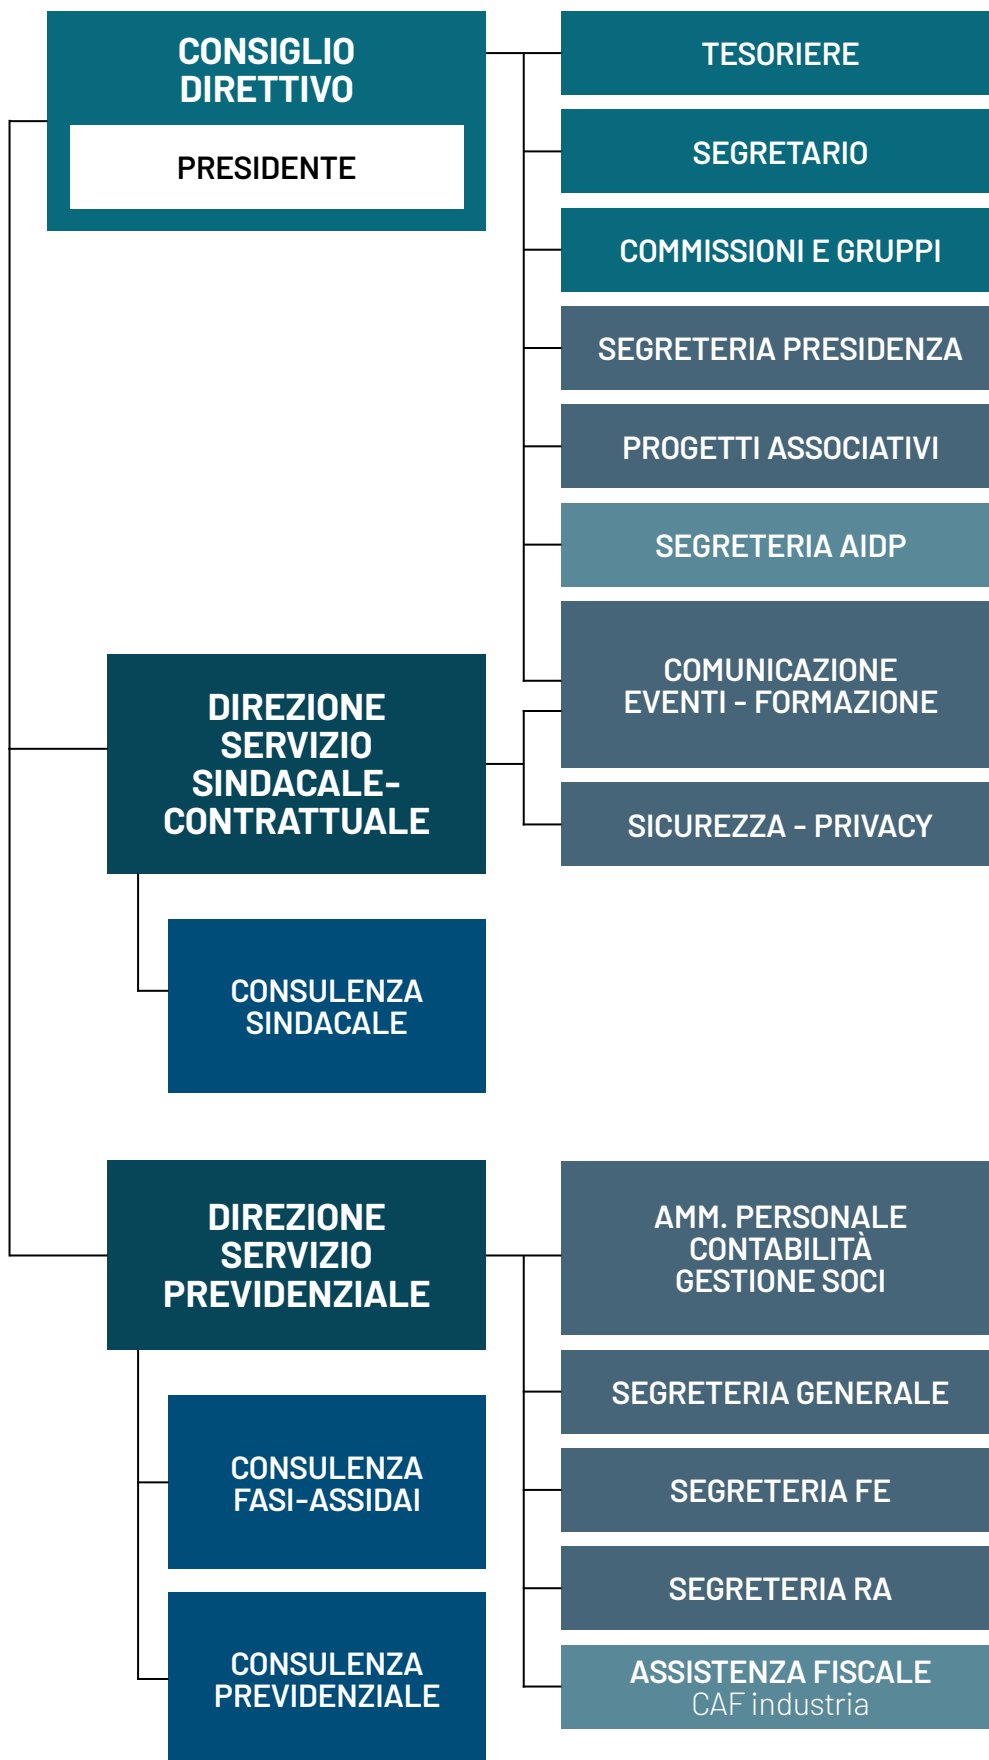 CONSIGLIO
DIRETTIVO
PRESIDENTE
TESORIERE
SEGRETARIO
COMMISSIONI E GRUPPI
SEGRETERIA PRESIDENZA
PROGETTI ASSOCIATIVI
SEGRETERIA AIDP
COMUNICAZIONE
EVENTI - FORMAZIONE
SICUREZZA - PRIVACY
DIREZIONE
SERVIZIO
SINDACALE-
CONTRATTUALE
CONSULENZA
SINDACALE
DIREZIONE
SERVIZIO
PREVIDENZIALE
AMM. PERSONALE
CONTABILITÀ
GESTIONE SOCI
SEGRETERIA GENERALE
SEGRETERIA FE
SEGRETERIA RA
ASSISTENZA FISCALE
CAF industria
CONSULENZA
FASI-ASSIDAI
CONSULENZA
PREVIDENZIALE